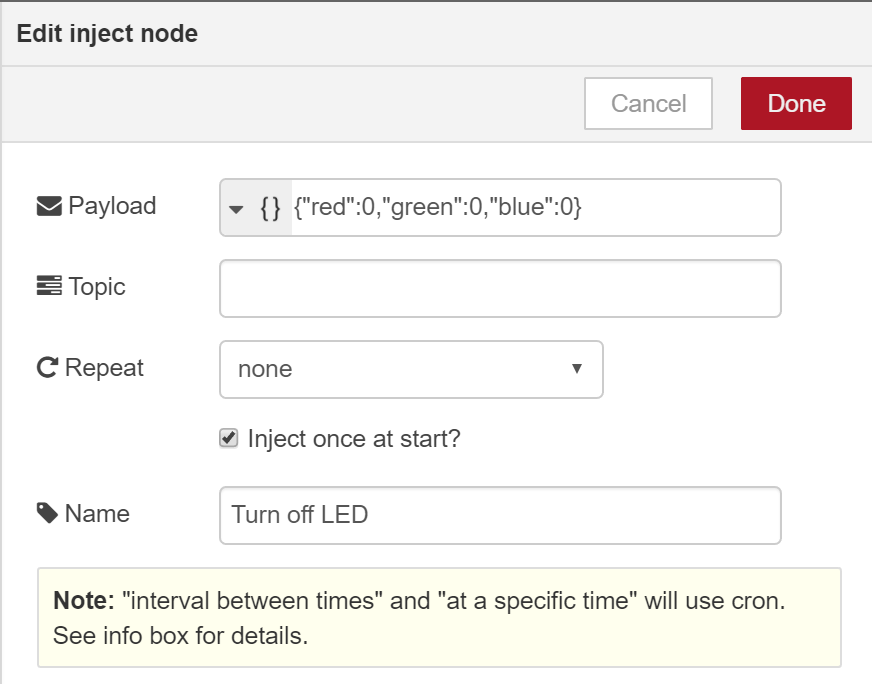 Edit inject node
Cancel Done
Payload {} {"red":0,"green":0,"blue":0}
Topic
Repeat none
Inject once at start?
Name Turn off LED
Note: "interval between times" and "at a specific time" will use cron.
See info box for details.